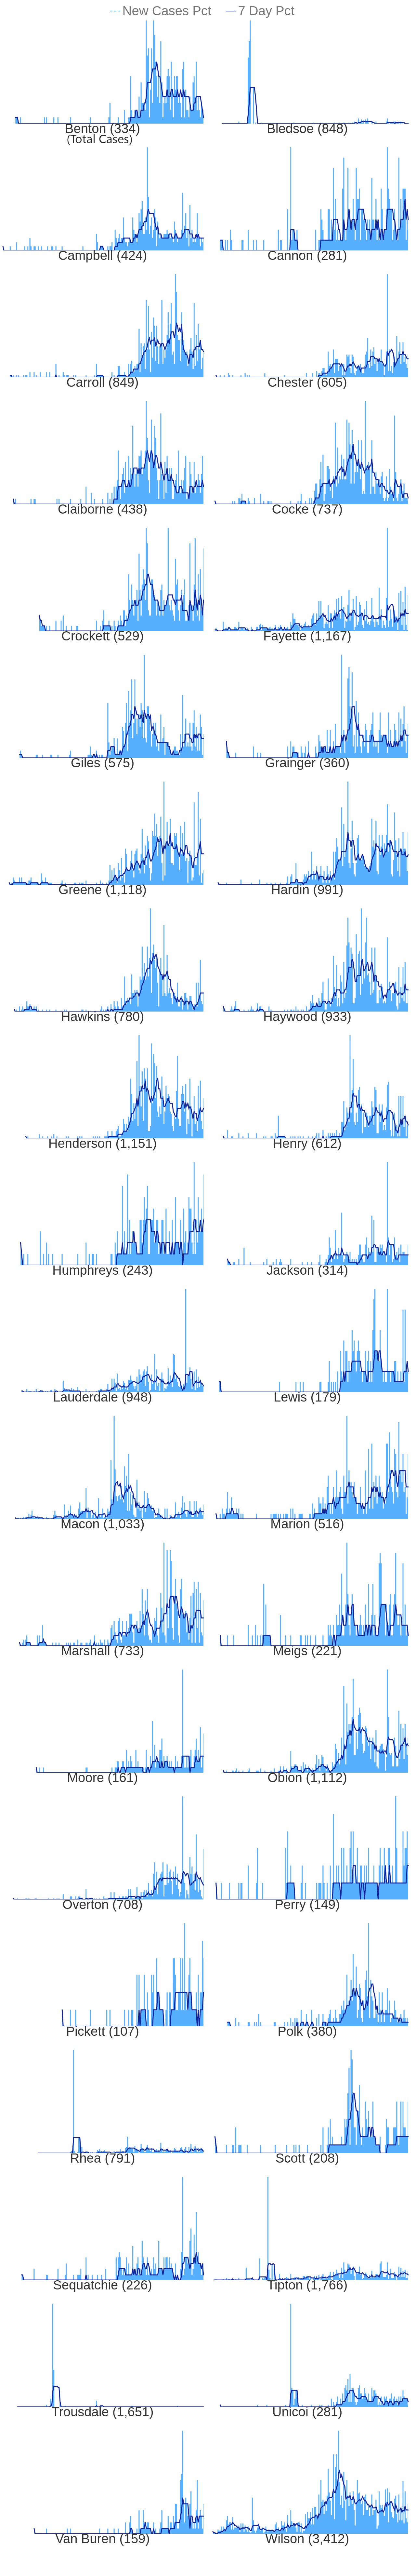 New Cases Pct 7 Day Pct
Benton (334) Bledsoe (848)
(Total Cases)
Campbell (424) Cannon (281)
Carroll (849) Chester (605)
Claiborne (438) Cocke (737)
Crockett (529) Fayette (1,167)
Giles (575) Grainger (360)
Greene (1,118) Hardin (991)
Hawkins (780) Haywood (933)
Henderson (1,151) Henry (612)
Humphreys (243) Jackson (314)
Lauderdale (948) Lewis (179)
Macon (1,033) Marion (516)
Marshall (733) Meigs (221)
Moore (161) Obion (1,112)
Overton (708) Perry (149)
Pickett (107) Polk (380)
Rhea (791) Scott (208)
Sequatchie (226) Tipton (1,766)
Trousdale (1,651) Unicoi (281)
Van Buren (159) Wilson (3,412)